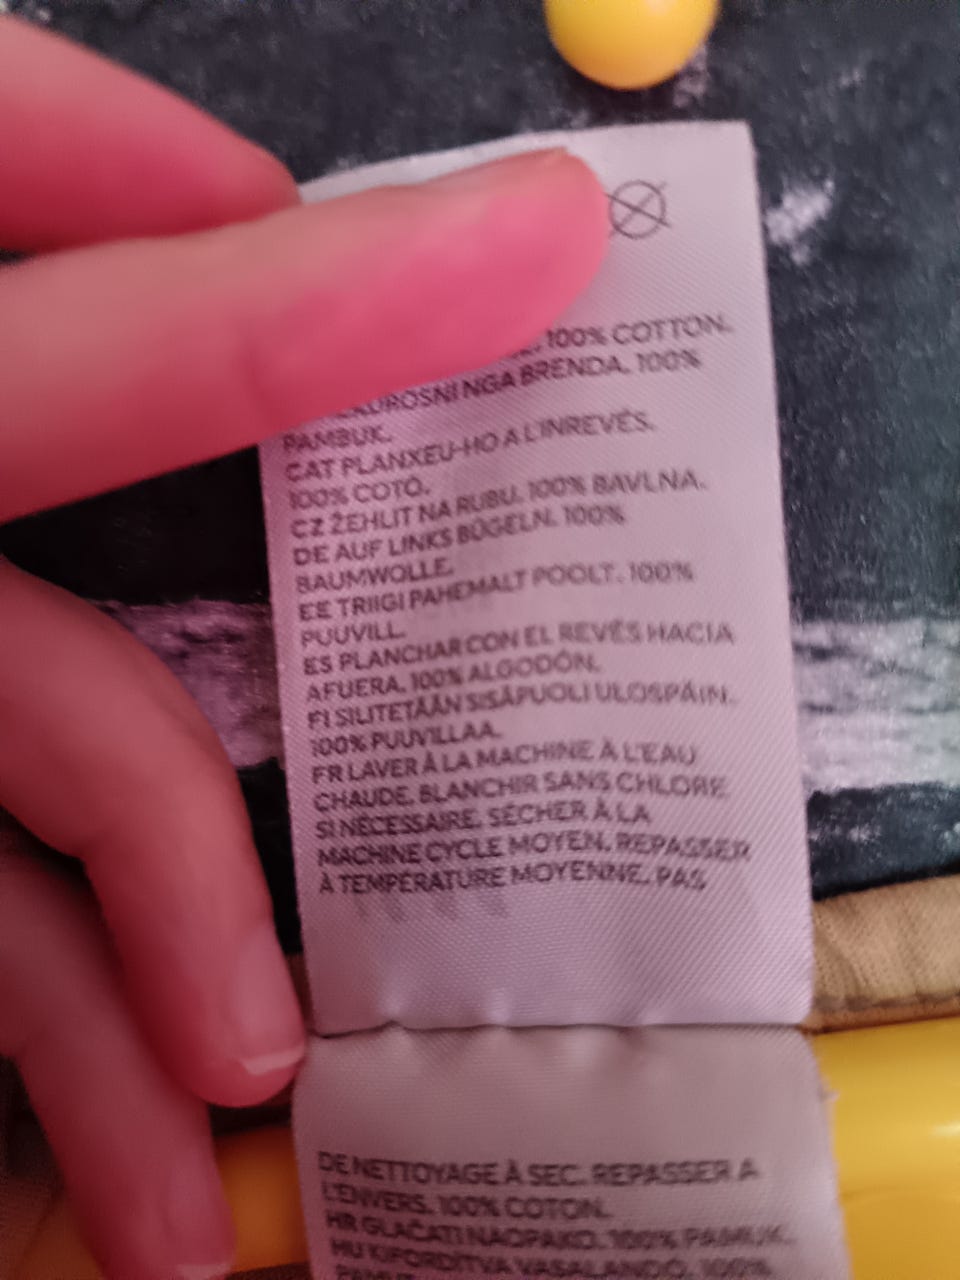 100% COTTON.
NGA BRENDA. 100%
PAMBUK.
CAT PLANXEU-HO A L'INREVÉS.
100% COTÓ.
CZ ŽEHLIT NA RUBU. 100% BAVLNA.
DE AUF LINKS BÜGELN. 100%
BAUMWOLLE.
EE TRIIGI PAHEMALT POOLT. 100%
PUUVILL.
ES PLANCHAR CON EL REVÉS HACIA
AFUERA. 100% ALGODÓN.
FI SILITETÄÄN SISÄPUOLI ULOSPÄIN.
100% PUUVILLAA.
FR LAVER À LA MACHINE À L'EAU
CHAUDE. BLANCHIR SANS CHLORE
SI NÉCESSAIRE. SÉCHER À LA
MACHINE CYCLE MOYEN. REPASSER
À TEMPÉRATURE MOYENNE. PAS
DE NETTOYAGE À SEC. REPASSER À
L'ENVERS. 100% COTON.
HR GLAČATI NAOPAKO. 100% PAMUK.
HU KIFORDÍTVA VASALANDÓ. 100%
PAMUT.